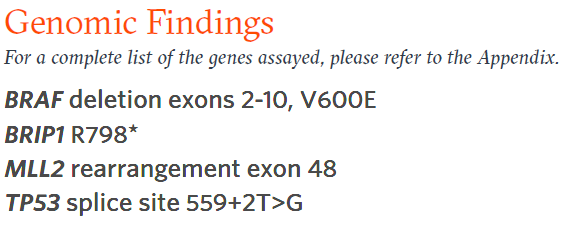 Genomic Findings
For a complete list of the genes assayed, please refer to the Appendix.
BRAF deletion exons 2-10, V600E
BRIP1 R798*
MLL2 rearrangement exon 48
TP53 splice site 559+2T>G